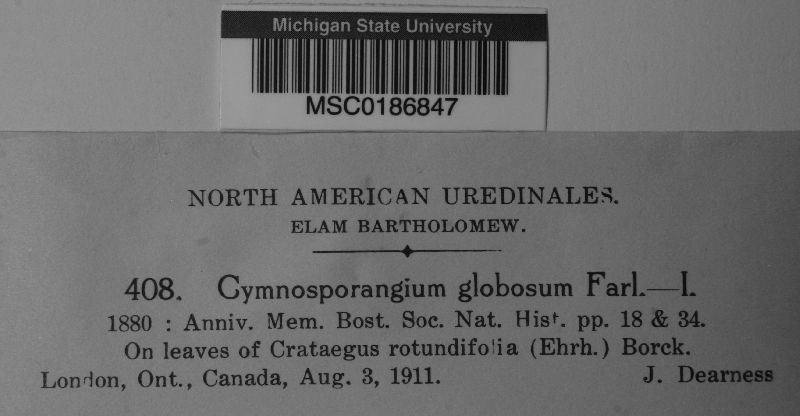 Michigan State University
MSC0186847
NORTH AMERICAN UREDINALES.
ELAM BARTHOLOMEW.
408. Gymnosporangium globosum Farl.—I.
1880 : Anniv. Mem. Bost. Soc. Nat. Hist. pp. 18 & 34.
On leaves of Crataegus rotundifolia (Ehrh.) Borck.
London, Ont., Canada, Aug. 3, 1911. J. Dearness